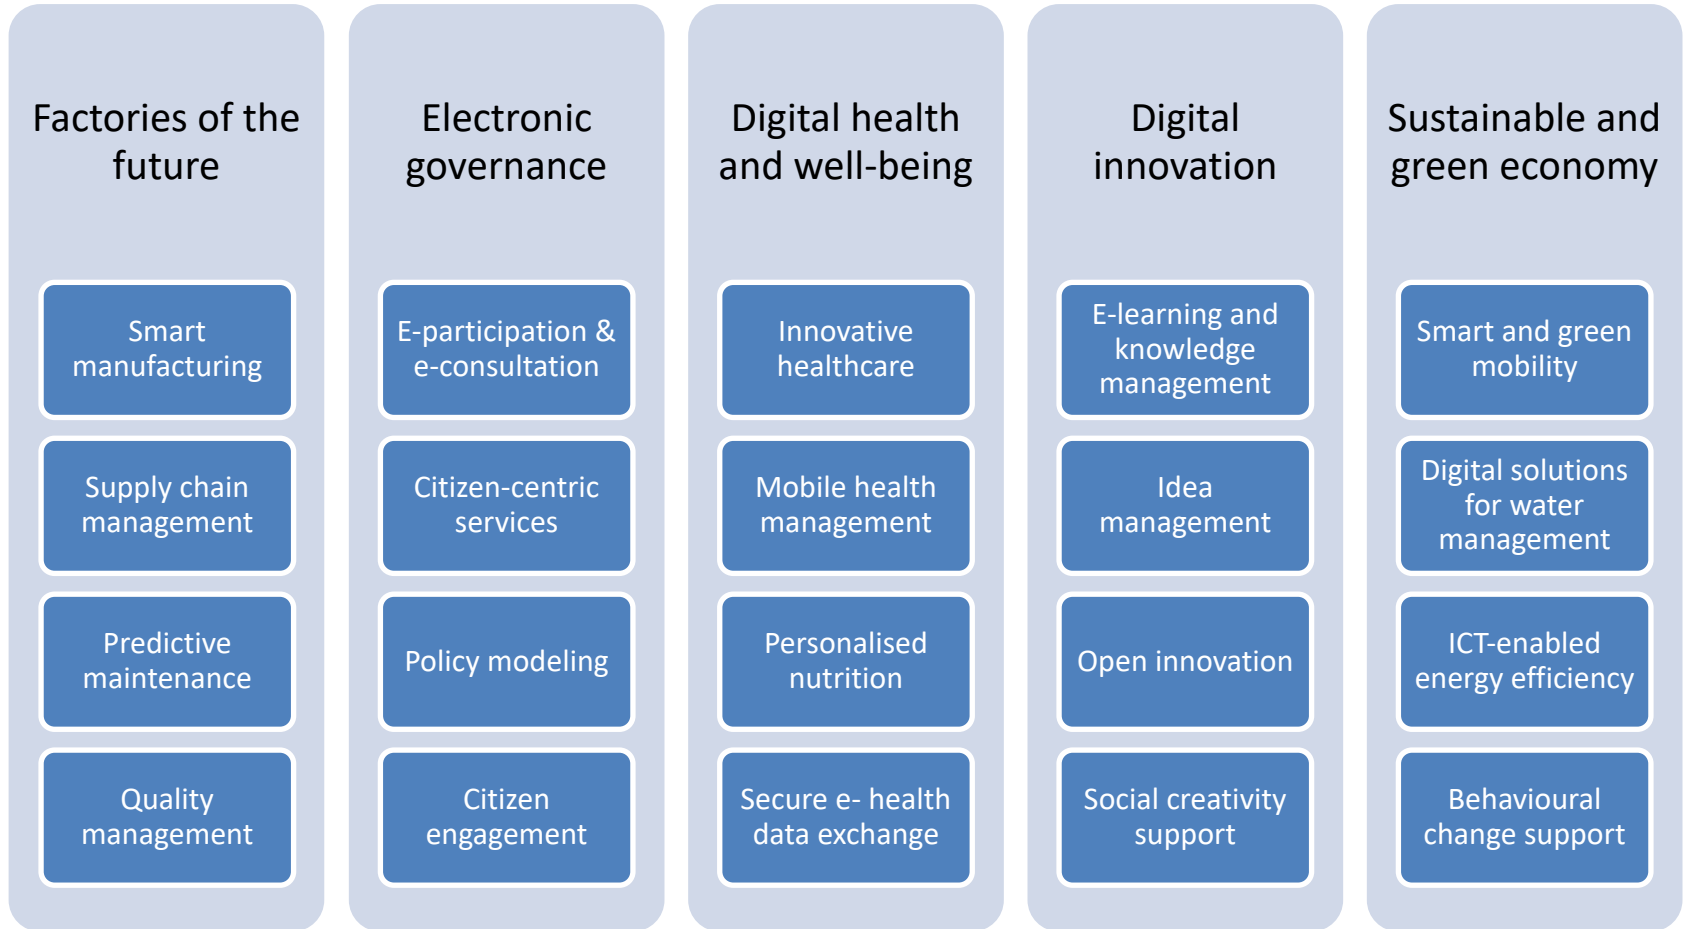 Factories of the
future
Smart
manufacturing
Supply chain
management
Predictive
maintenance
Quality
management
Electronic
governance
E-participation &
e-consultation
Citizen-centric
services
Policy modeling
Citizen
engagement
Digital health
and well-being
Innovative
healthcare
Mobile health
management
Personalised
nutrition
Secure e- health
data exchange
Digital
innovation
E-learning and
knowledge
management
Idea
management
Open innovation
Social creativity
support
Sustainable and
green economy
Smart and green
mobility
Digital solutions
for water
management
ICT-enabled
energy efficiency
Behavioural
change support